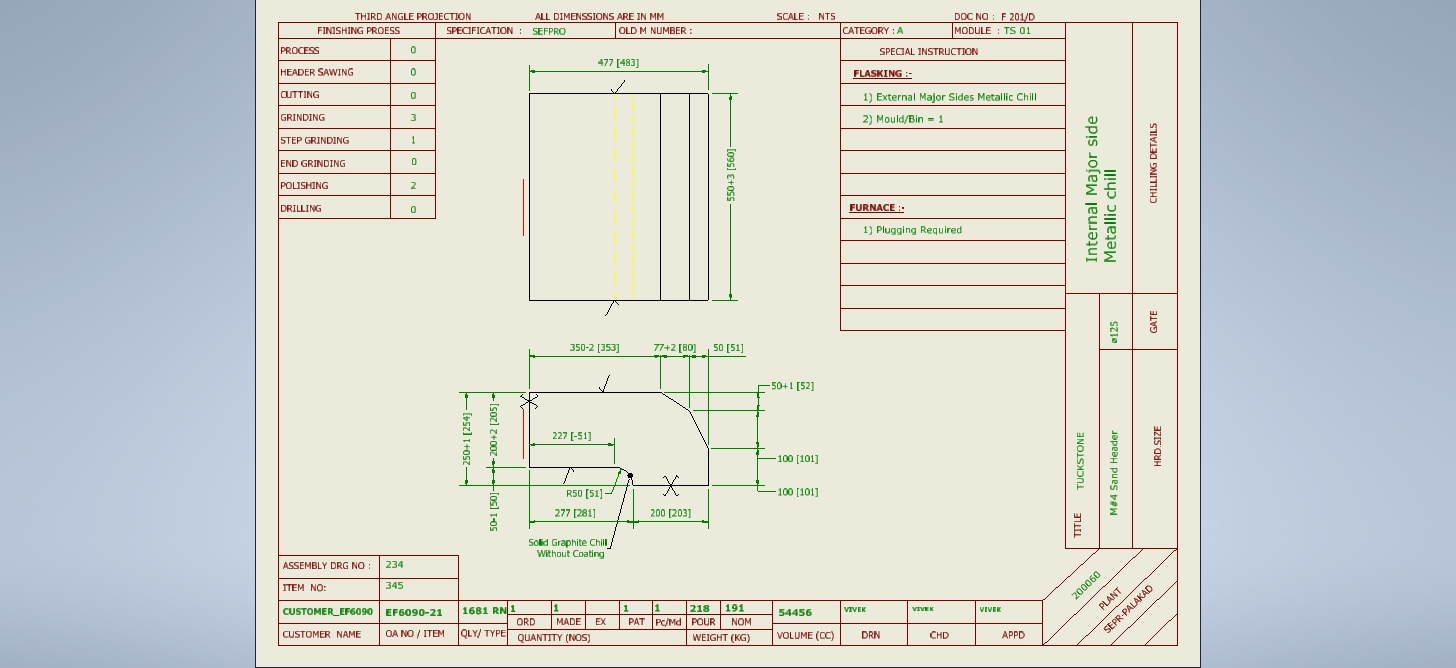 THIRD ANGLE PROJECTION ALL DIMENSSIONS ARE IN MM SCALE : NTS DOC NO : F 201/D
FINISHING PROESS SPECIFICATION : SEFPRO OLD M NUMBER : CATEGORY : A MODULE : TS 01
PROCESS 0
HEADER SAWING 0
CUTTING 0
GRINDING 3
STEP GRINDING 1
END GRINDING 0
POLISHING 2
DRILLING 0
SPECIAL INSTRUCTION
FLASKING :-
1) External Major Sides Metallic Chill
2) Mould/Bin = 1
FURNACE :-
1) Plugging Required
Internal Major side
Metallic chill
CHILLING DETAILS
ø125
GATE
TITLE TUCKSTONE
M#4 Sand Header
HRD.SIZE
477 [483]
550+3 [560]
350-2 [353] 77+2 [80] 50 [51]
50+1 [52]
250+1 [254]
200+2 [205]
227 [-51]
100 [101]
R50 [51]
100 [101]
50-1 [50]
277 [281] 200 [203]
Solid Graphite Chill
Without Coating
ASSEMBLY DRG NO : 234
ITEM NO: 345
CUSTOMER_EF6090 EF6090-21 1681 RN 1 1 1 1 218 191 54456 VIVEK VIVEK VIVEK
ORD MADE EX PAT Pc/Md POUR NOM
CUSTOMER NAME OA NO / ITEM QLY/ TYPE QUANTITY (NOS) WEIGHT (KG) VOLUME (CC) DRN CHD APPD
200060
PLANT
SEPR-PALAKAD